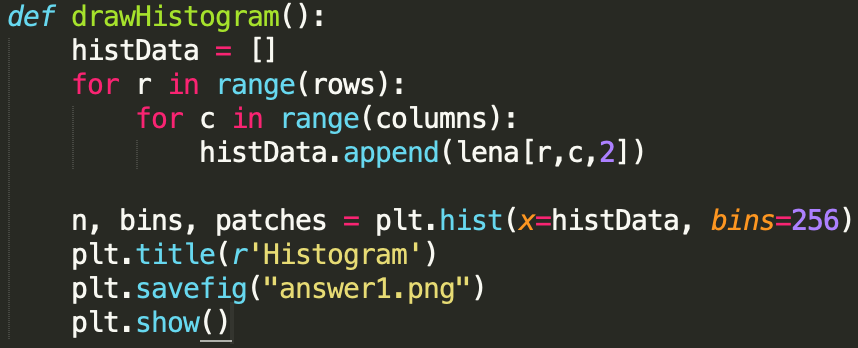 def drawHistogram():
    histData = []
    for r in range(rows):
        for c in range(columns):
            histData.append(lena[r,c,2])

    n, bins, patches = plt.hist(x=histData, bins=256)
    plt.title(r'Histogram')
    plt.savefig("answer1.png")
    plt.show()